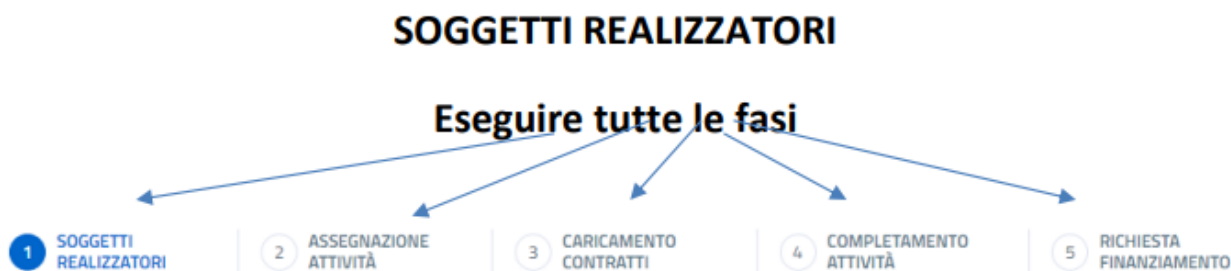 SOGGETTI REALIZZATORI
Eseguire tutte le fasi
1 SOGGETTI
REALIZZATORI
2 ASSEGNAZIONE
ATTIVITÀ
3 CARICAMENTO
CONTRATTI
4 COMPLETAMENTO
ATTIVITÀ
5 RICHIESTA
FINANZIAMENTO